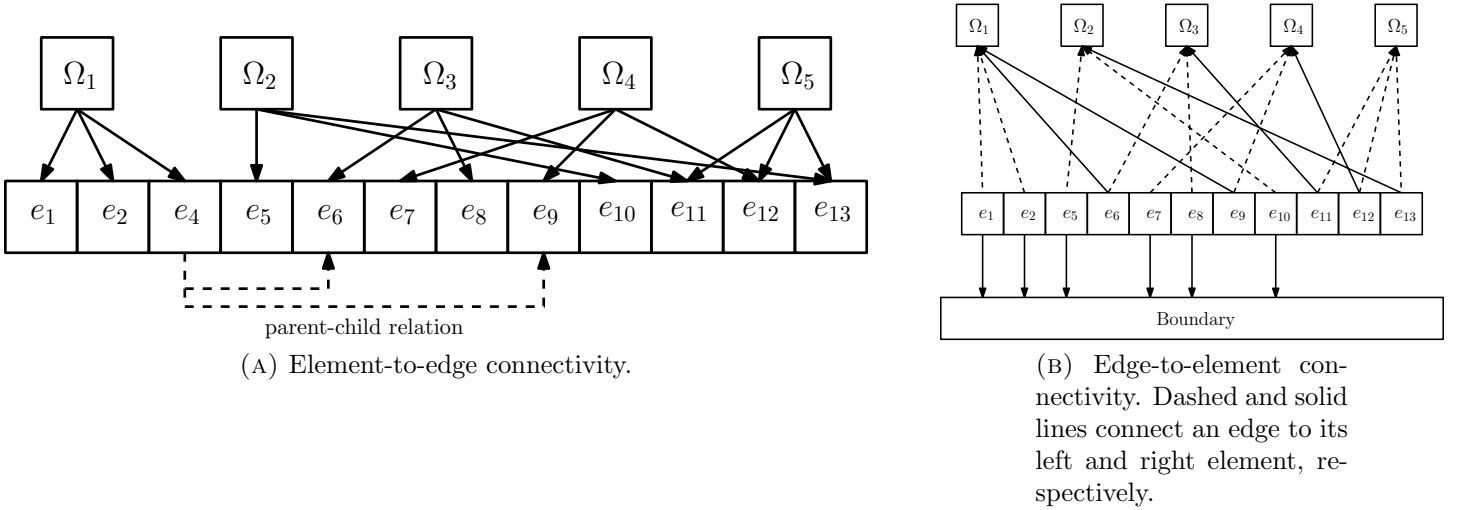 Ω1 Ω2 Ω3 Ω4 Ω5
e1 e2 e4 e5 e6 e7 e8 e9 e10 e11 e12 e13
parent-child relation
(A) Element-to-edge connectivity.
Ω1 Ω2 Ω3 Ω4 Ω5
e1 e2 e5 e6 e7 e8 e9 e10 e11 e12 e13
Boundary
(B) Edge-to-element con-
nectivity. Dashed and solid
lines connect an edge to its
left and right element, re-
spectively.